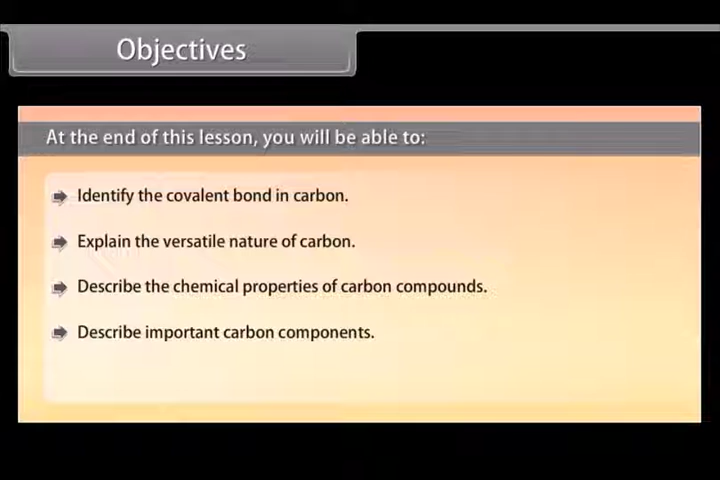 Objectives
At the end of this lesson, you will be able to:
Identify the covalent bond in carbon.
Explain the versatile nature of carbon.
Describe the chemical properties of carbon compounds.
Describe important carbon components.